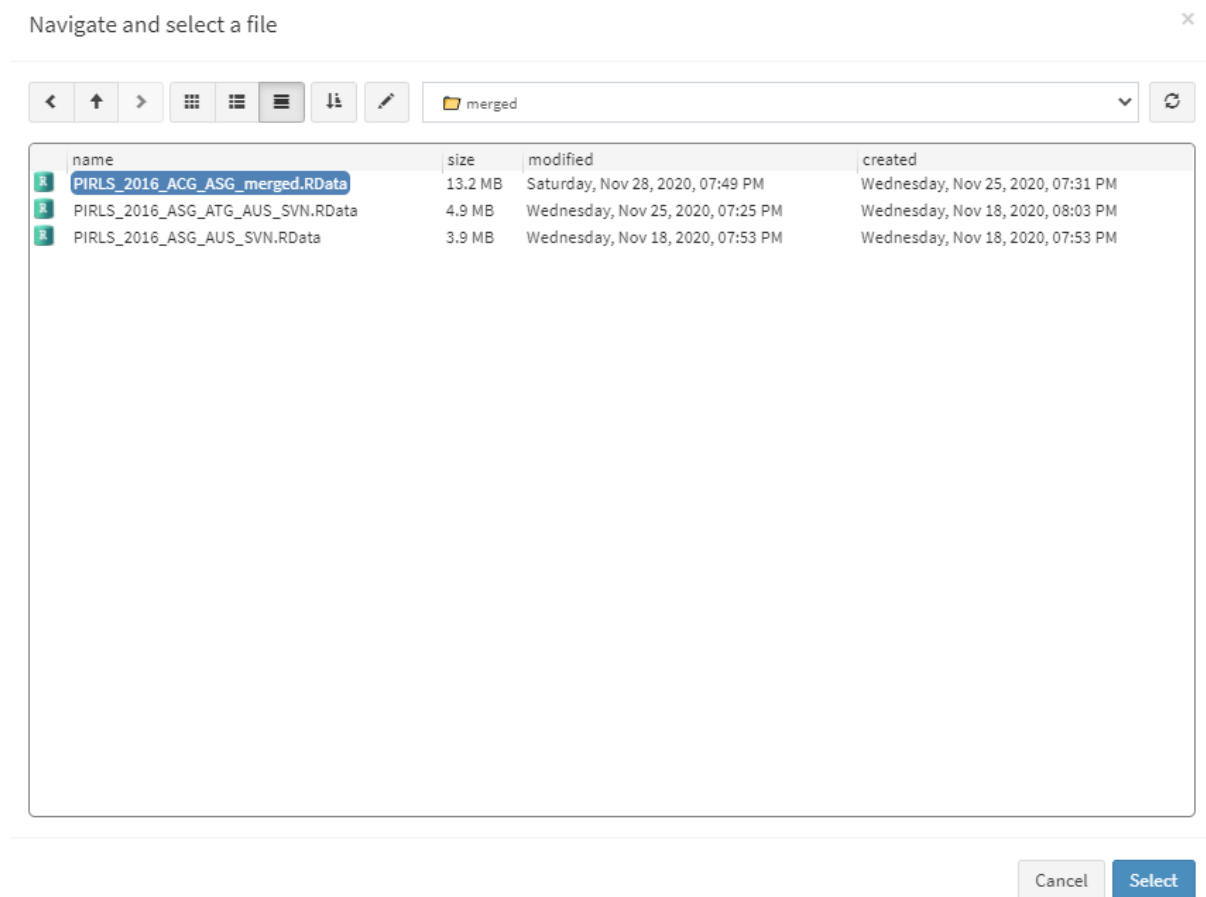 Navigate and select a file
merged
name size modified created
PIRLS_2016_ACG_ASG_merged.RData 13.2 MB Saturday, Nov 28, 2020, 07:49 PM Wednesday, Nov 25, 2020, 07:31 PM
PIRLS_2016_ASG_ATG_AUS_SVN.RData 4.9 MB Wednesday, Nov 25, 2020, 07:25 PM Wednesday, Nov 18, 2020, 08:03 PM
PIRLS_2016_ASG_AUS_SVN.RData 3.9 MB Wednesday, Nov 18, 2020, 07:53 PM Wednesday, Nov 18, 2020, 07:53 PM
Cancel Select